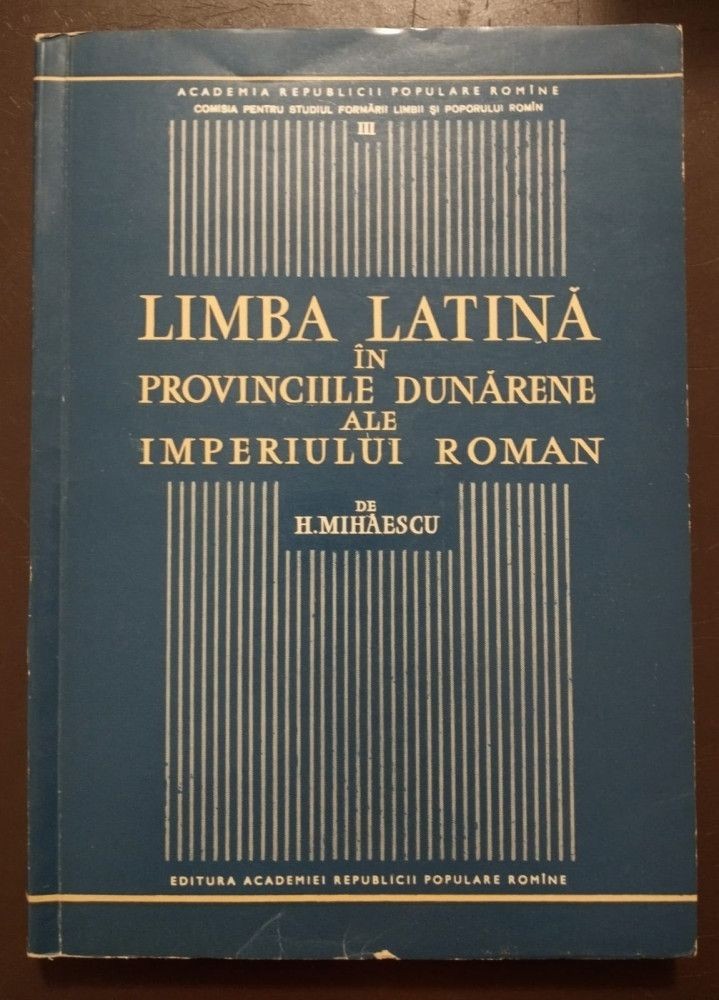 ACADEMIA REPUBLICII POPULARE ROMÎNE
COMISIA PENTRU STUDIUL FORMĂRII LIMBII ȘI POPORULUI ROMÎN
III
LIMBA LATINĂ
ÎN
PROVINCIILE DUNĂRENE
ALE
IMPERIULUI ROMAN
DE
H. MIHĂESCU
EDITURA ACADEMIEI REPUBLICII POPULARE ROMÎNE